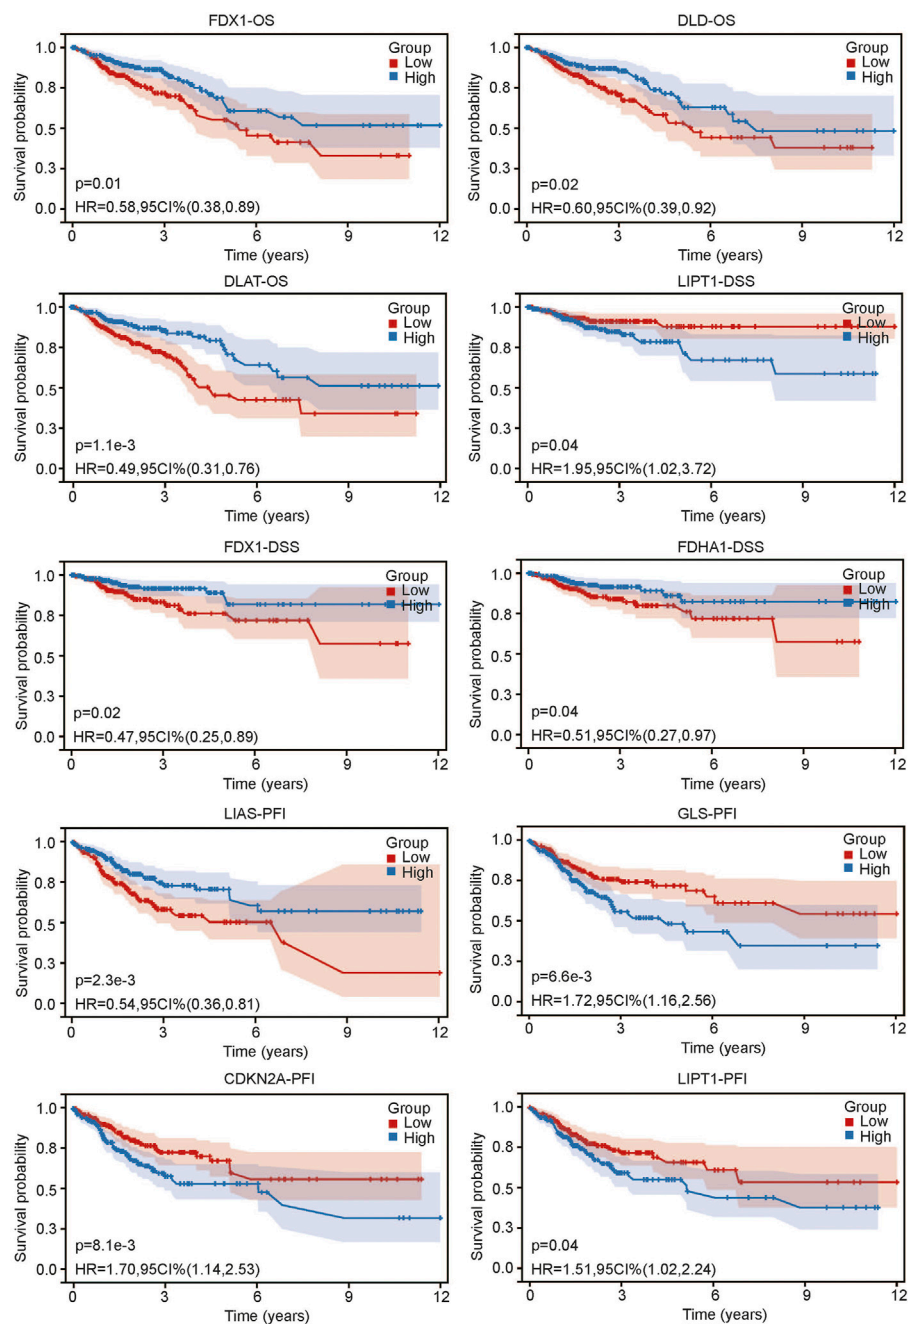 FDX1-OS
Survival probability
1.0
0.8
0.5
0.3
0.0
Group
Low
High
p=0.01
HR=0.58,95CI%(0.38,0.89)
0 3 6 9 12
Time (years)
DLD-OS
Survival probability
1.0
0.8
0.5
0.3
0.0
Group
Low
High
p=0.02
HR=0.60,95CI%(0.39,0.92)
0 3 6 9 12
Time (years)
DLAT-OS
Survival probability
1.0
0.8
0.5
0.3
0.0
Group
Low
High
p=1.1e-3
HR=0.49,95CI%(0.31,0.76)
0 3 6 9 12
Time (years)
LIPT1-DSS
Survival probability
1.0
0.8
0.5
0.3
0.0
Group
Low
High
p=0.04
HR=1.95,95CI%(1.02,3.72)
0 3 6 9 12
Time (years)
FDX1-DSS
Survival probability
1.0
0.8
0.5
0.3
0.0
Group
Low
High
p=0.02
HR=0.47,95CI%(0.25,0.89)
0 3 6 9 12
Time (years)
FDHA1-DSS
Survival probability
1.0
0.8
0.5
0.3
0.0
Group
Low
High
p=0.04
HR=0.51,95CI%(0.27,0.97)
0 3 6 9 12
Time (years)
LIAS-PFI
Survival probability
1.0
0.8
0.5
0.3
0.0
Group
Low
High
p=2.3e-3
HR=0.54,95CI%(0.36,0.81)
0 3 6 9 12
Time (years)
GLS-PFI
Survival probability
1.0
0.8
0.5
0.3
0.0
Group
Low
High
p=6.6e-3
HR=1.72,95CI%(1.16,2.56)
0 3 6 9 12
Time (years)
CDKN2A-PFI
Survival probability
1.0
0.8
0.5
0.3
0.0
Group
Low
High
p=8.1e-3
HR=1.70,95CI%(1.14,2.53)
0 3 6 9 12
Time (years)
LIPT1-PFI
Survival probability
1.0
0.8
0.5
0.3
0.0
Group
Low
High
p=0.04
HR=1.51,95CI%(1.02,2.24)
0 3 6 9 12
Time (years)